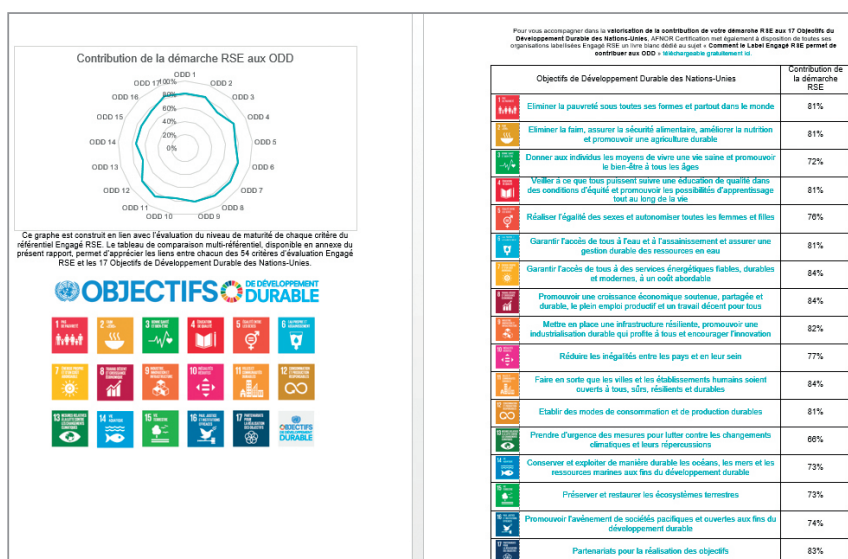 Contribution de la démarche RSE aux ODD
ODD 1
ODD 2
ODD 3
ODD 4
ODD 5
ODD 6
ODD 7
ODD 8
ODD 9
ODD 10
ODD 11
ODD 12
ODD 13
ODD 14
ODD 15
ODD 16
ODD 17
100%
80%
60%
40%
20%
0%
Ce graphe est construit en lien avec l'évaluation du niveau de maturité de chaque critère du
référentiel Engagé RSE. Le tableau de comparaison multi-référentiel, disponible en annexe du
présent rapport, permet d'apprécier les liens entre chacun des 54 critères d'évaluation Engagé
RSE et les 17 Objectifs de Développement Durable des Nations-Unies.
OBJECTIFS DE DÉVELOPPEMENT
DURABLE
1
2
3
4
5
6
7
8
9
10
11
12
13
14
15
16
17
OBJECTIFS
DE DÉVELOPPEMENT
DURABLE
Pour vous accompagner dans la valorisation de la contribution de votre démarche RSE aux 17 Objectifs du
Développement Durable des Nations-Unies, AFNOR Certification met également à disposition de toutes ses
organisations labellisées Engagé RSE un livre blanc dédié au sujet « Comment le Label Engagé RSE permet de
contribuer aux ODD » téléchargeable gratuitement ici.
Objectifs de Développement Durable des Nations-Unies
Contribution de
la démarche
RSE
Eliminer la pauvreté sous toutes ses formes et partout dans le monde 81%
Eliminer la faim, assurer la sécurité alimentaire, améliorer la nutrition
et promouvoir une agriculture durable 81%
Donner aux individus les moyens de vivre une vie saine et promouvoir
le bien-être à tous les âges 72%
Veiller à ce que tous puissent suivre une éducation de qualité dans
des conditions d'équité et promouvoir les possibilités d'apprentissage
tout au long de la vie 81%
Réaliser l'égalité des sexes et autonomiser toutes les femmes et filles 76%
Garantir l'accès de tous à l'eau et à l'assainissement et assurer une
gestion durable des ressources en eau 81%
Garantir l'accès de tous à des services énergétiques fiables, durables
et modernes, à un coût abordable 84%
Promouvoir une croissance économique soutenue, partagée et
durable, le plein emploi productif et un travail décent pour tous 84%
Mettre en place une infrastructure résiliente, promouvoir une
industrialisation durable qui profite à tous et encourager l'innovation 82%
Réduire les inégalités entre les pays et en leur sein 77%
Faire en sorte que les villes et les établissements humains soient
ouverts à tous, sûrs, résilients et durables 84%
Etablir des modes de consommation et de production durables 81%
Prendre d'urgence des mesures pour lutter contre les changements
climatiques et leurs répercussions 66%
Conserver et exploiter de manière durable les océans, les mers et les
ressources marines aux fins du développement durable 73%
Préserver et restaurer les écosystèmes terrestres 73%
Promouvoir l'avènement de sociétés pacifiques et ouvertes aux fins du
développement durable 74%
Partenariats pour la réalisation des objectifs 83%